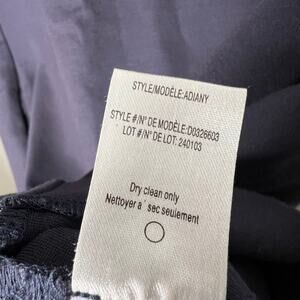 STYLE/MODÈLE:ADIANY
STYLE #/N° DE MODÈLE:D0326603
LOT #/N° DE LOT: 240103
Dry clean only
Nettoyer à sec seulement